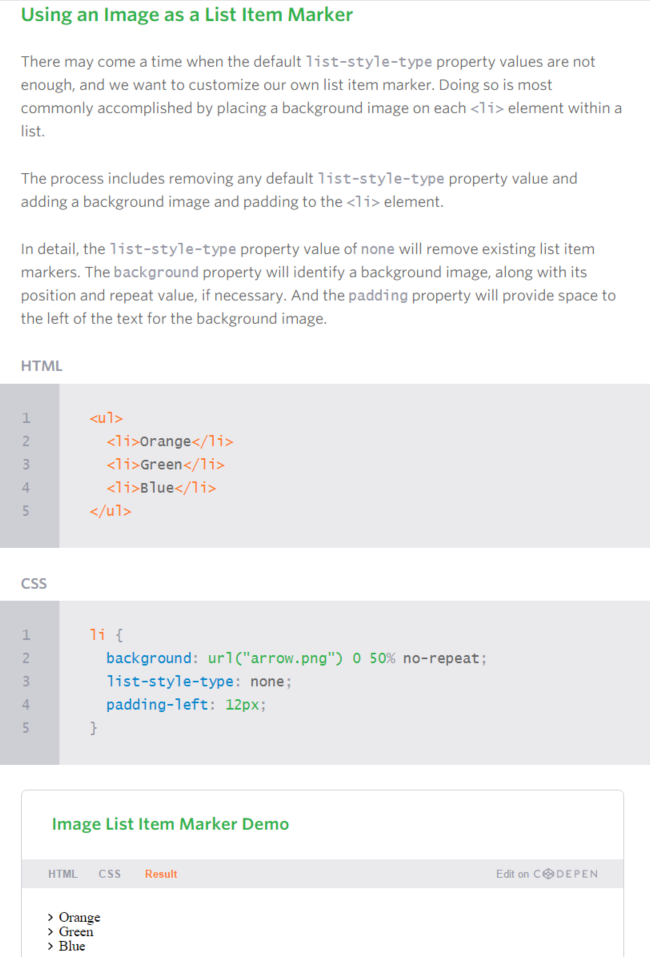 Using an Image as a List Item Marker
There may come a time when the default list-style-type property values are not
enough, and we want to customize our own list item marker. Doing so is most
commonly accomplished by placing a background image on each <li> element within a
list.
The process includes removing any default list-style-type property value and
adding a background image and padding to the <li> element.
In detail, the list-style-type property value of none will remove existing list item
markers. The background property will identify a background image, along with its
position and repeat value, if necessary. And the padding property will provide space to
the left of the text for the background image.
HTML
1 <ul>
2 <li>Orange</li>
3 <li>Green</li>
4 <li>Blue</li>
5 </ul>
CSS
1 li {
2 background: url("arrow.png") 0 50% no-repeat;
3 list-style-type: none;
4 padding-left: 12px;
5 }
Image List Item Marker Demo
HTML CSS Result Edit on CODEPEN
> Orange
> Green
> Blue